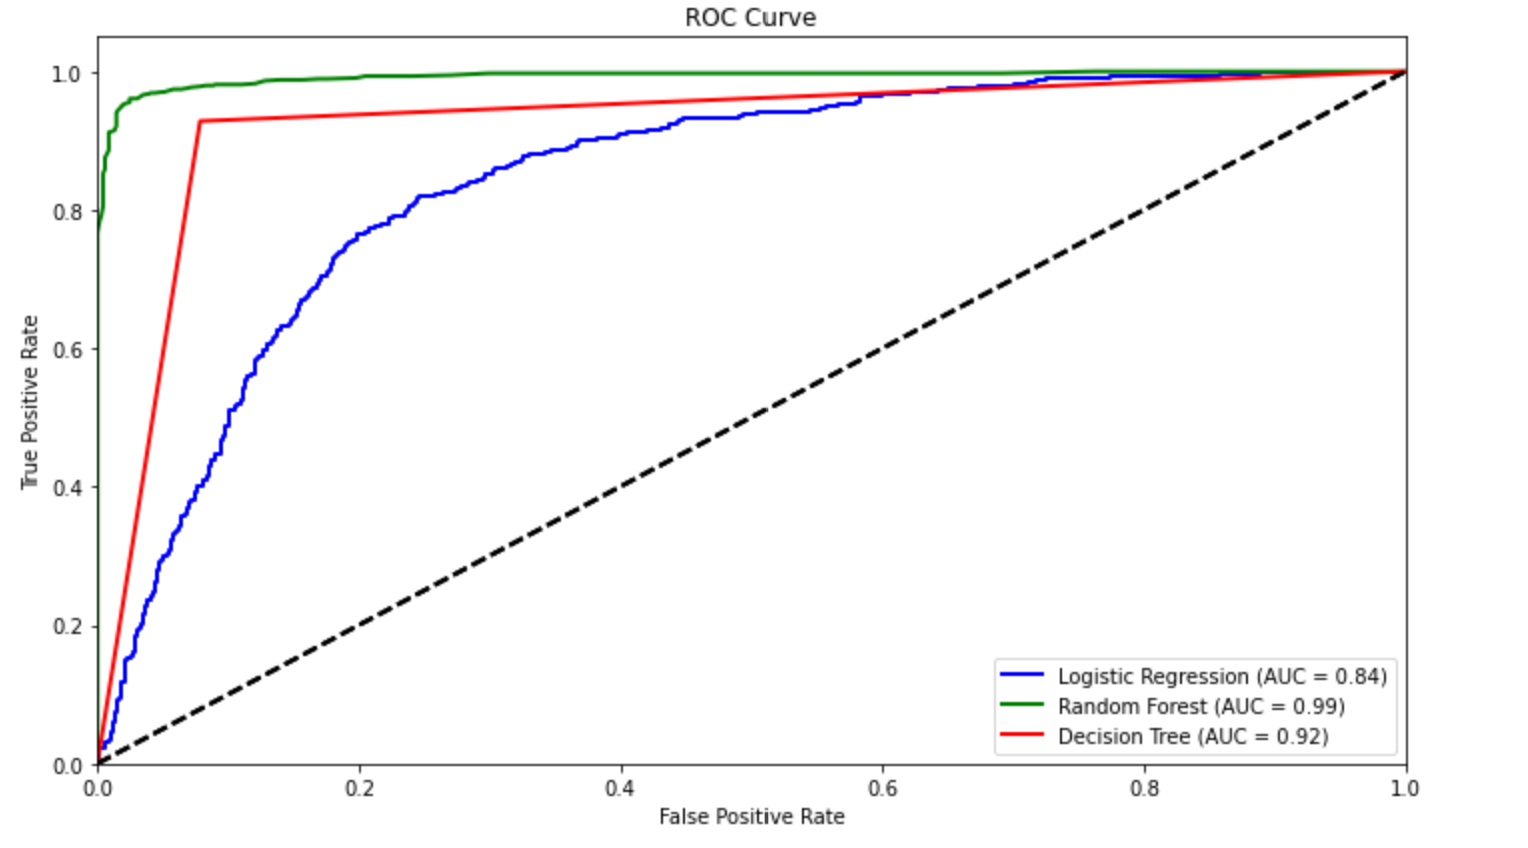 ROC Curve
1.0
0.8
0.6
0.4
0.2
0.0
True Positive Rate
0.0 0.2 0.4 0.6 0.8 1.0
False Positive Rate
Logistic Regression (AUC = 0.84)
Random Forest (AUC = 0.99)
Decision Tree (AUC = 0.92)